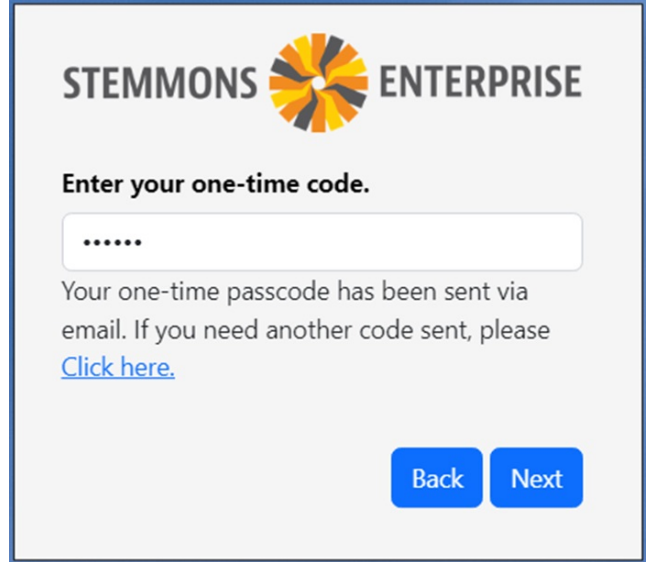 STEMMONS ENTERPRISE
Enter your one-time code.
••••••
Your one-time passcode has been sent via
email. If you need another code sent, please
Click here.
Back Next